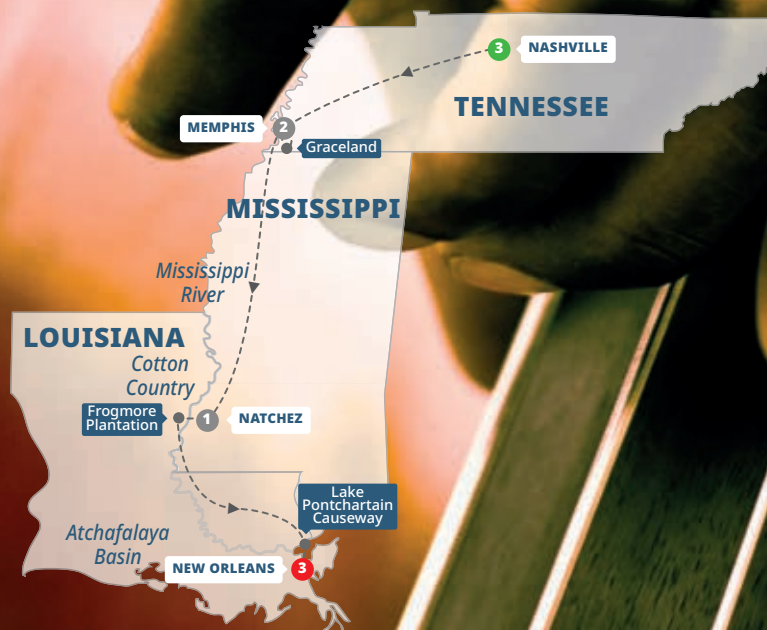 3 NASHVILLE
TENNESSEE
MEMPHIS 2
Graceland
MISSISSIPPI
Mississippi
River
LOUISIANA
Cotton
Country
Frogmore
Plantation
1 NATCHEZ
Lake
Pontchartain
Causeway
Atchafalaya
Basin
NEW ORLEANS 3